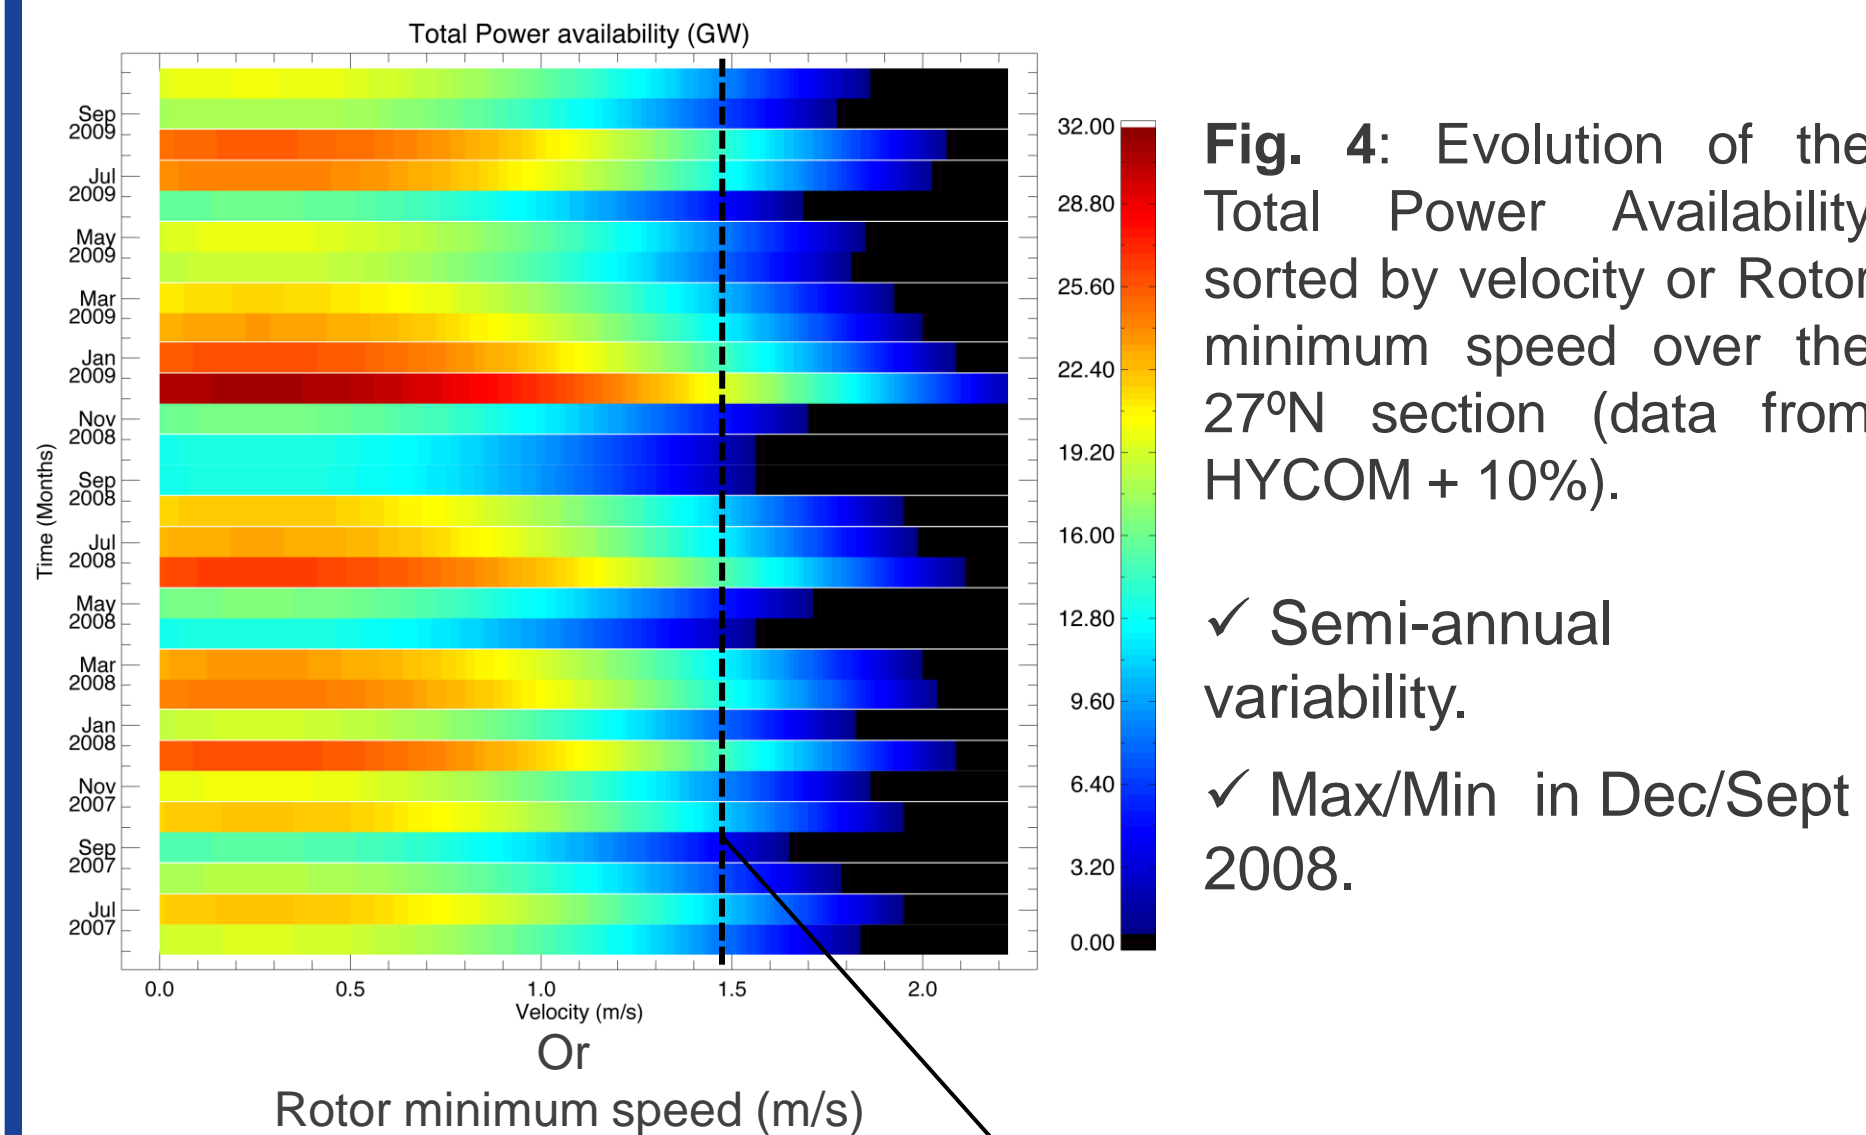 Total Power availability (GW)
Sep
2009
Jul
2009
May
2009
Mar
2009
Jan
2009
Nov
2008
Sep
2008
Jul
2008
May
2008
Mar
2008
Jan
2008
Nov
2007
Sep
2007
Jul
2007
Time (Months)
0.0 0.5 1.0 1.5 2.0
Velocity (m/s)
Or
Rotor minimum speed (m/s)
32.00
28.80
25.60
22.40
19.20
16.00
12.80
9.60
6.40
3.20
0.00
Fig. 4: Evolution of the
Total Power Availability
sorted by velocity or Rotor
minimum speed over the
27⁰N section (data from
HYCOM + 10%).
✓ Semi-annual
variability.
✓ Max/Min in Dec/Sept
2008.